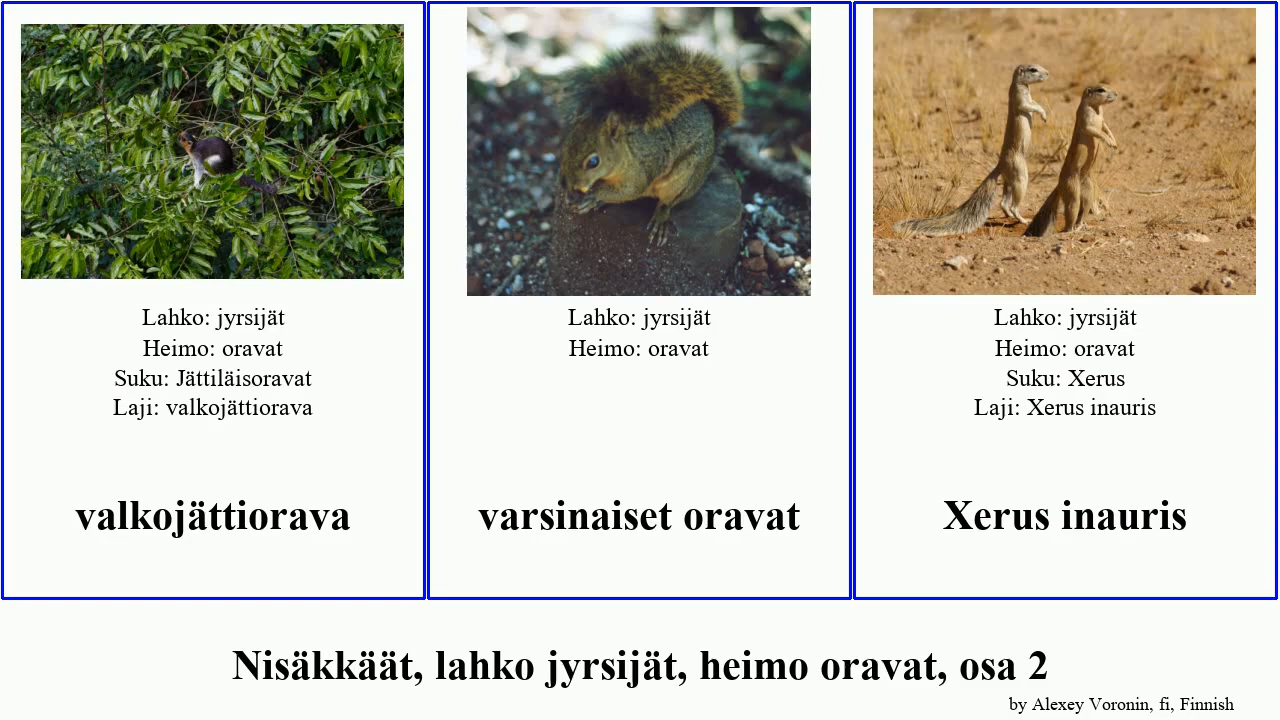 Lahko: jyrsijät
Heimo: oravat
Suku: Jättiläisoravat
Laji: valkojättiorava
valkojättiorava
Lahko: jyrsijät
Heimo: oravat
varsinaiset oravat
Lahko: jyrsijät
Heimo: oravat
Suku: Xerus
Laji: Xerus inauris
Xerus inauris
Nisäkkäät, lahko jyrsijät, heimo oravat, osa 2
by Alexey Voronin, fi, Finnish